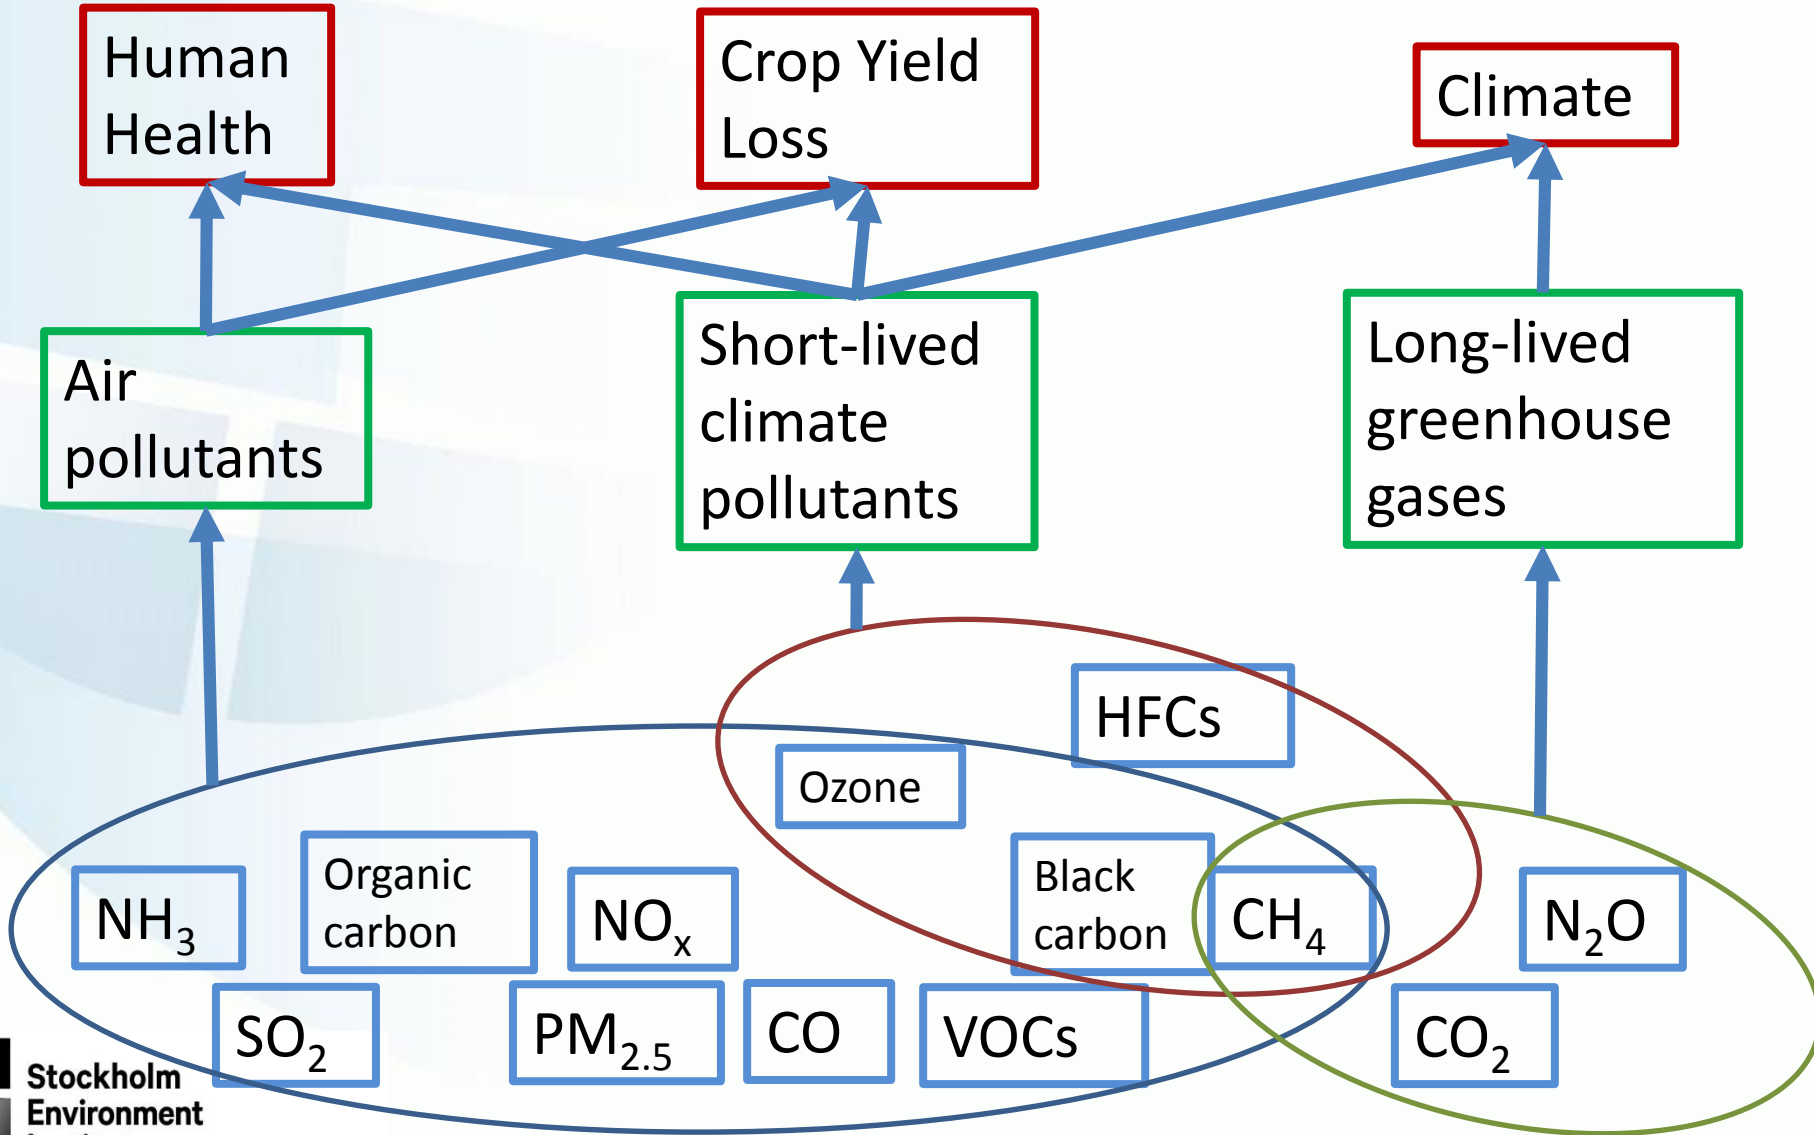 Human
Health
Crop Yield
Loss
Climate
Air
pollutants
Short-lived
climate
pollutants
Long-lived
greenhouse
gases
HFCs
Ozone
NH₃
Organic
carbon
NOₓ
Black
carbon
CH₄
N₂O
SO₂
PM₂.₅
CO
VOCs
CO₂
Stockholm
Environment